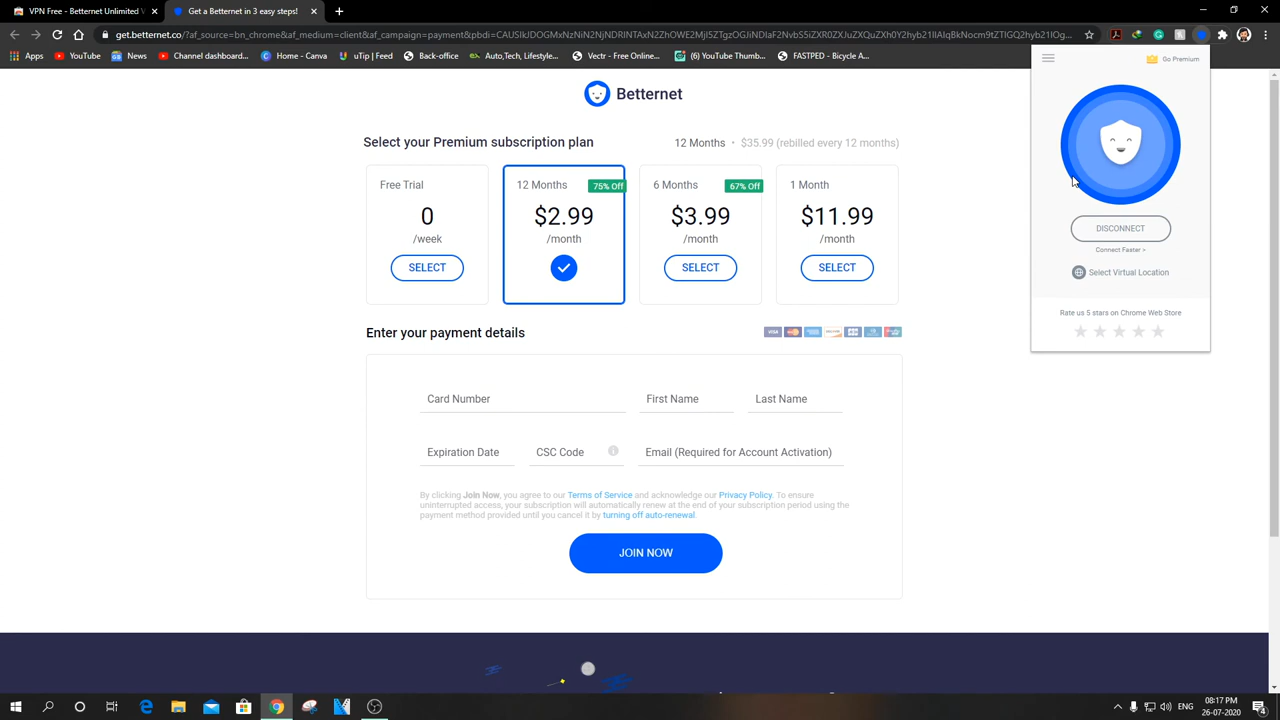 VPN Free - Betternet Unlimited V
Get Betternet in 3 easy steps!
get.betternet.co/?af_source=bn_chrome&af_medium=client&af_campaign=payment&pbdi=
Apps
YouTube
News
Channel dashboard...
Home - Canva
Tag | Feed
Back-office -
Auto,Tech, Lifestyle...
Vectr - Free Online...
(6) YouTube Thumb...
FASTPED - Bicycle A...
Go Premium
Betternet
Select your Premium subscription plan
12 Months • $35.99 (rebilled every 12 months)
Free Trial
0
/week
SELECT
12 Months
75% Off
$2.99
/month
6 Months
67% Off
$3.99
/month
SELECT
1 Month
$11.99
/month
SELECT
DISCONNECT
Connect Faster >
Select Virtual Location
Rate us 5 stars on Chrome Web Store
Enter your payment details
VISA
Card Number
First Name
Last Name
Expiration Date
CSC Code
Email (Required for Account Activation)
By clicking Join Now, you agree to our Terms of Service and acknowledge our Privacy Policy. To ensure
uninterrupted access, your subscription will automatically renew at the end of your subscription period using the
payment method provided until you cancel it by turning off auto-renewal.
JOIN NOW
ENG
08:17 PM
26-07-2020
4